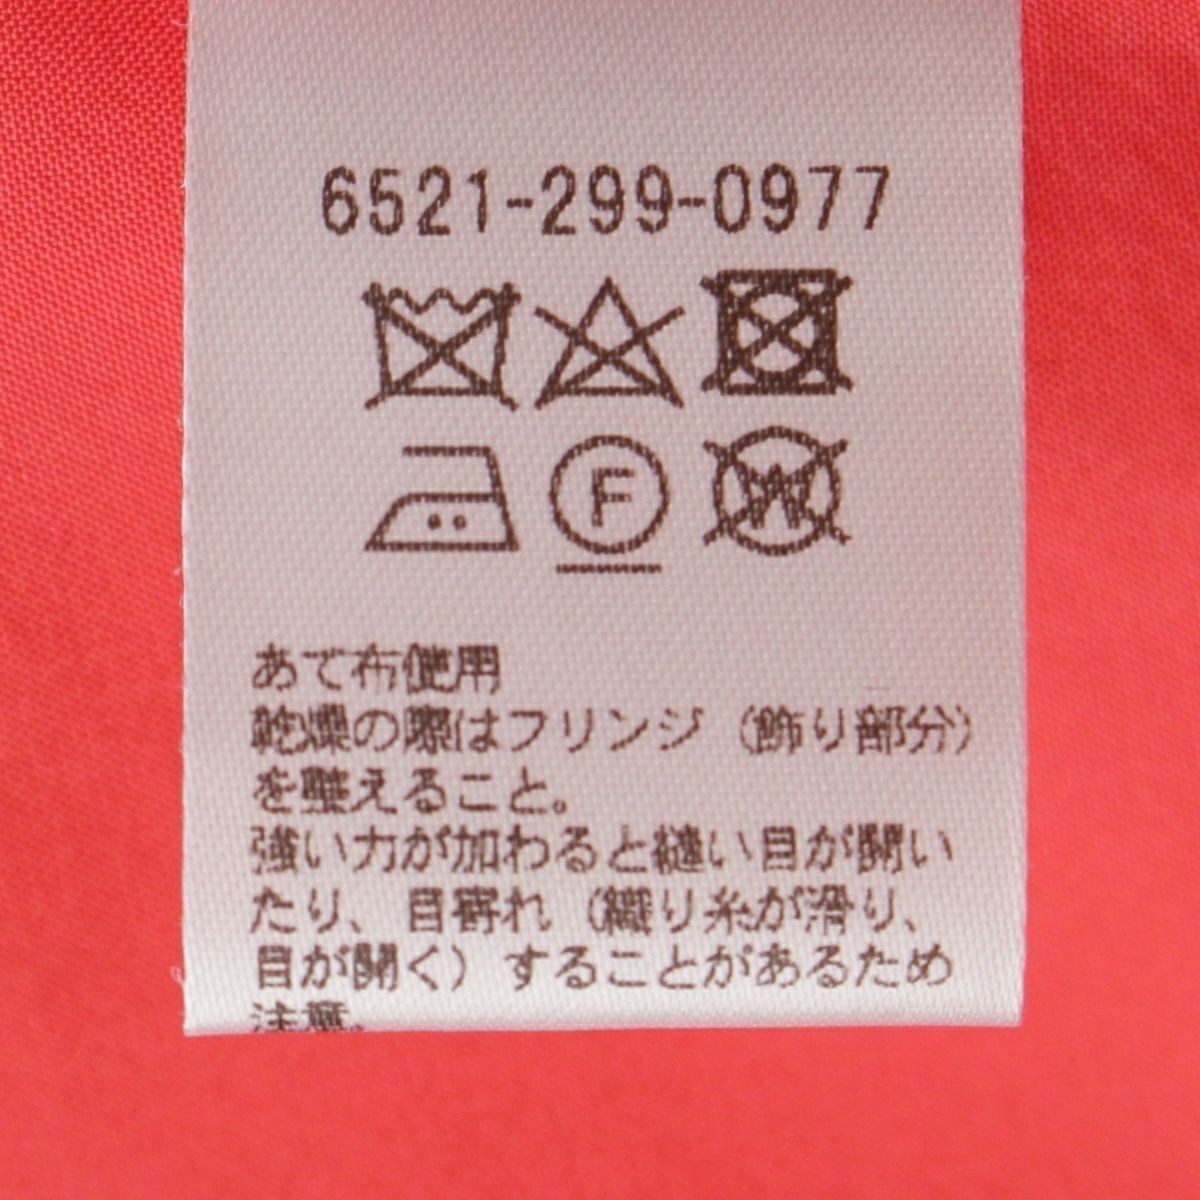 6521-299-0977
F
W
あて布使用
乾燥の際はフリンジ（飾り部分）
を整えること。
強い力が加わると縫い目が開い
たり、目寄れ（織り糸が滑り、
目が開く）することがあるため
注意。